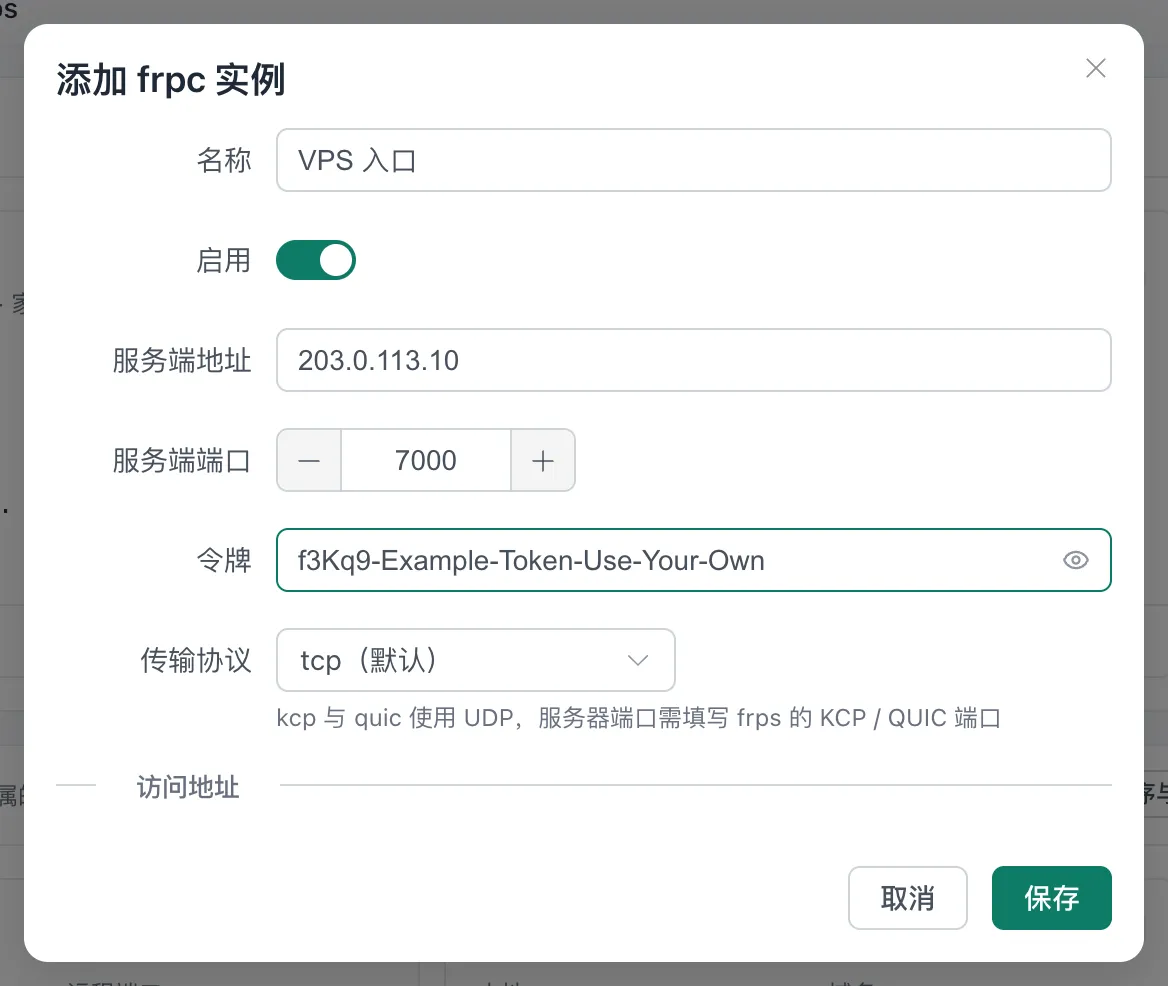 添加 frpc 实例
名称 VPS 入口
启用
服务端地址 203.0.113.10
服务端端口 7000
令牌 f3Kq9-Example-Token-Use-Your-Own
传输协议 tcp（默认）
kcp 与 quic 使用 UDP，服务器端口需填写 frps 的 KCP / QUIC 端口
访问地址
取消 保存